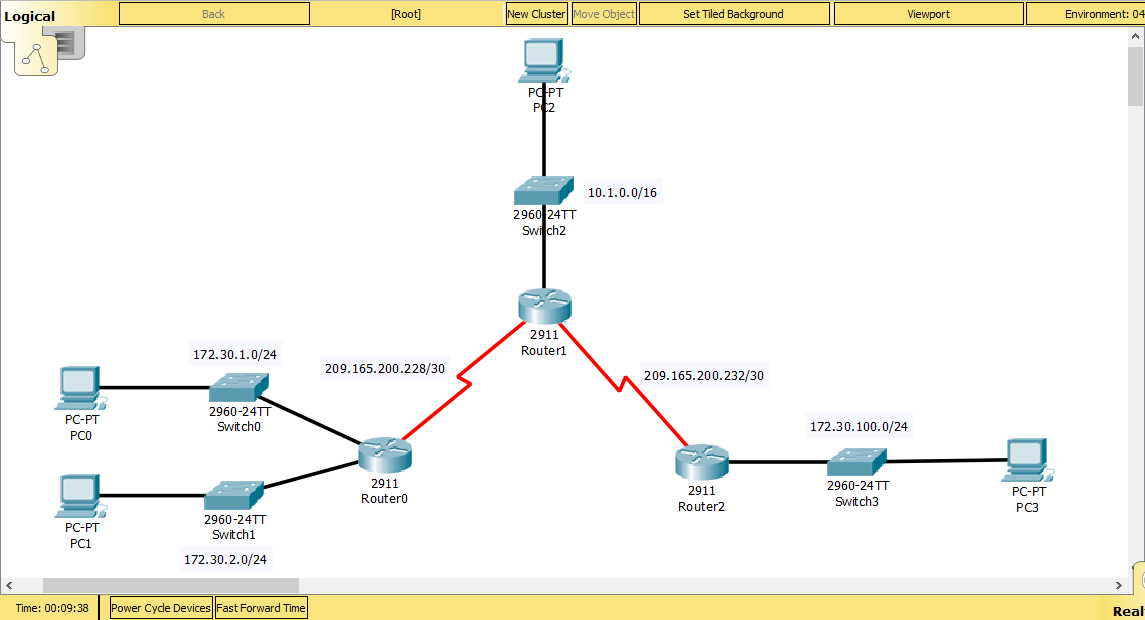 Logical
Back
[Root]
New Cluster
Move Object
Set Tiled Background
Viewport
Environment: 04
PC-PT
PC2
10.1.0.0/16
2960-24TT
Switch2
2911
Router1
172.30.1.0/24
209.165.200.228/30
209.165.200.232/30
PC-PT
PC0
2960-24TT
Switch0
172.30.100.0/24
2911
Router0
2911
Router2
2960-24TT
Switch3
PC-PT
PC3
PC-PT
PC1
2960-24TT
Switch1
172.30.2.0/24
Time: 00:09:38
Power Cycle Devices
Fast Forward Time
Real